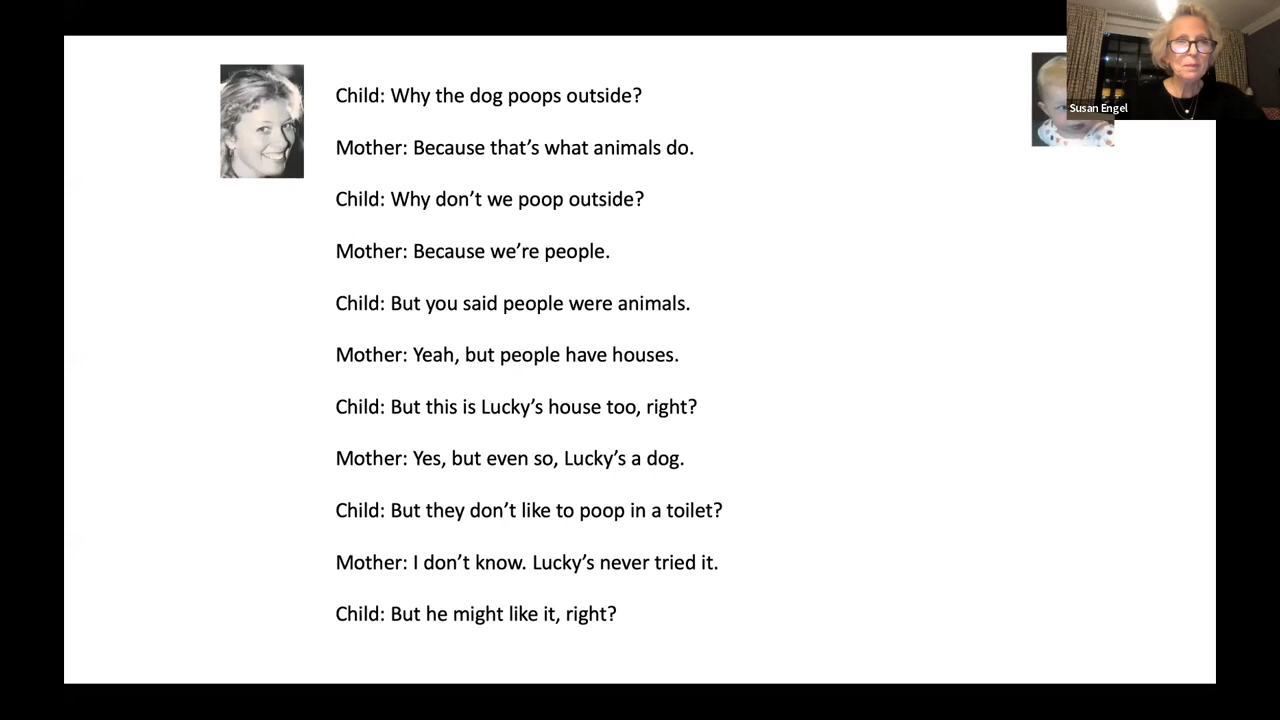 Child: Why the dog poops outside?
Mother: Because that’s what animals do.
Child: Why don’t we poop outside?
Mother: Because we’re people.
Child: But you said people were animals.
Mother: Yeah, but people have houses.
Child: But this is Lucky’s house too, right?
Mother: Yes, but even so, Lucky’s a dog.
Child: But they don’t like to poop in a toilet?
Mother: I don’t know. Lucky’s never tried it.
Child: But he might like it, right?
Susan Engel